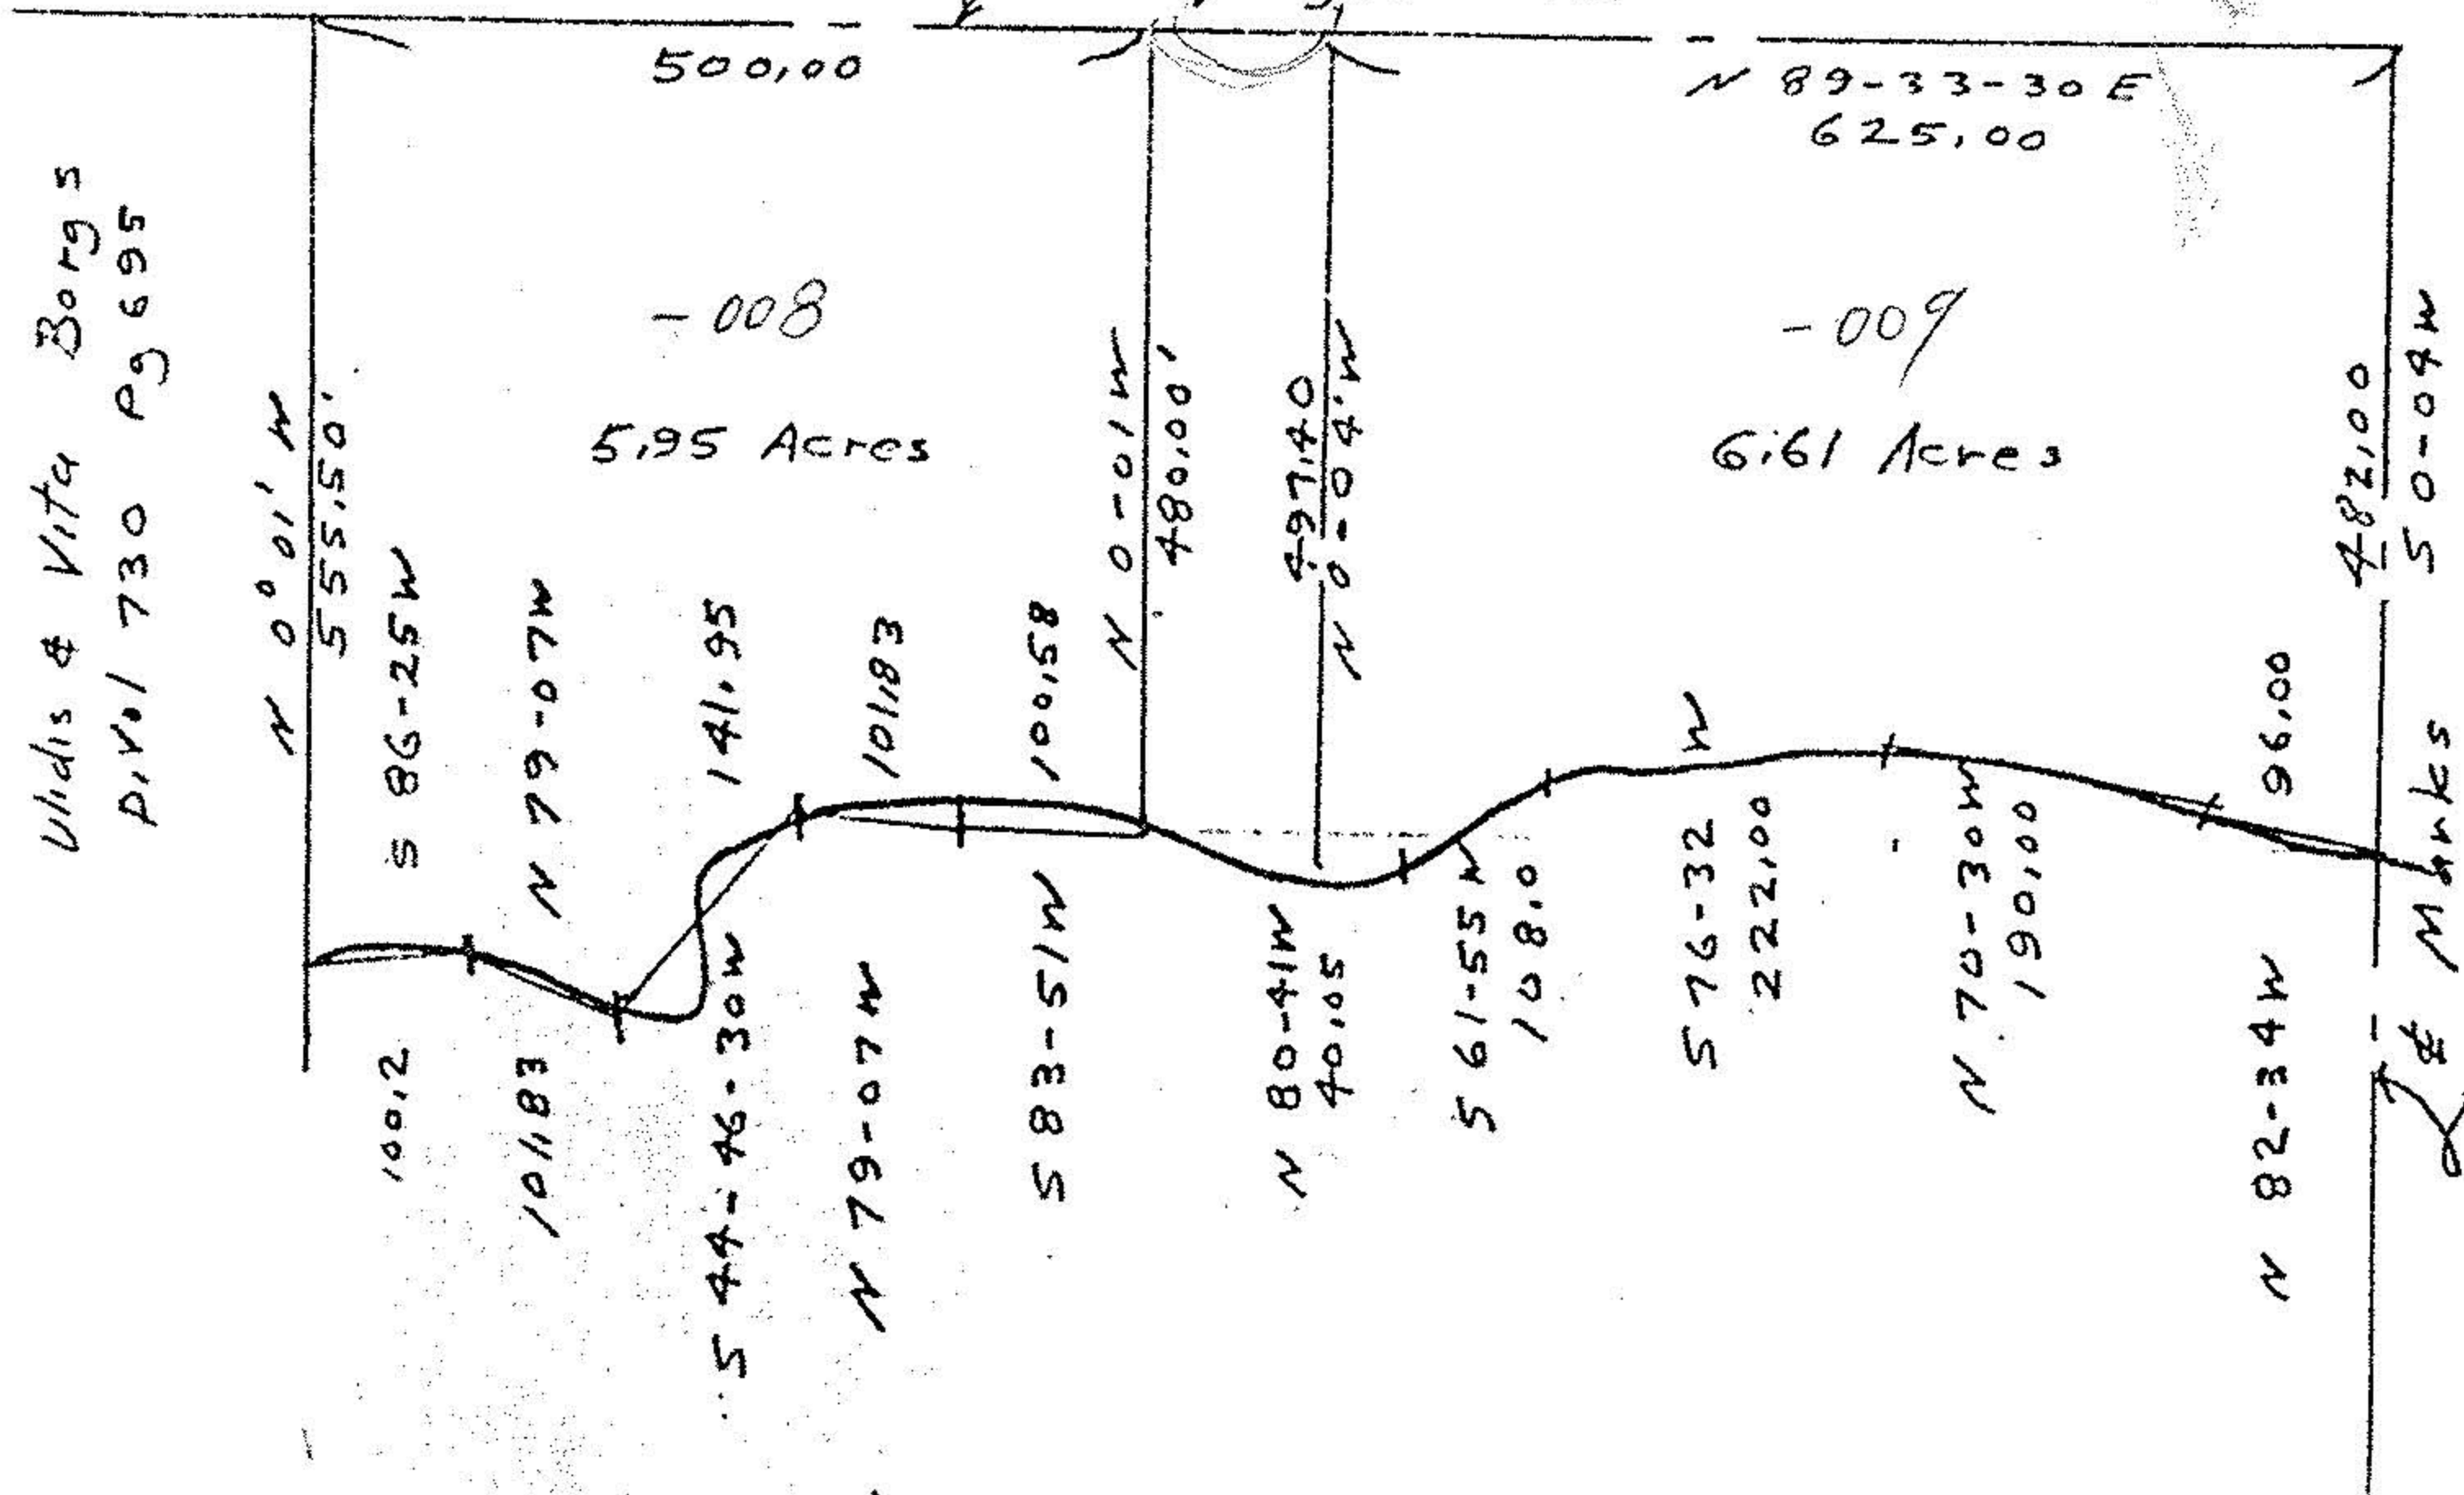 500.00
N 89-33-30 E
625.00
Vidis & Vita Borgs
D.Vol 730 Pg 695
N 0° 01' W
555.50'
-008
5.95 Acres
N 0-01 W
480.00'
497.40
N 0-04' W
-009
6.61 Acres
482.00
S 0-04 W
S 86-25 W
100.2
N 79-07 W
101.83
141.95
S 44-46-30 W
101.83
N 79-07 W
100.58
S 83-51 W
N 80-41 W
40.05
S 61-55 W
108.0
S 76-32 W
222.00
N 70-30 W
190.00
96.00
N 82-34 W
& Manks